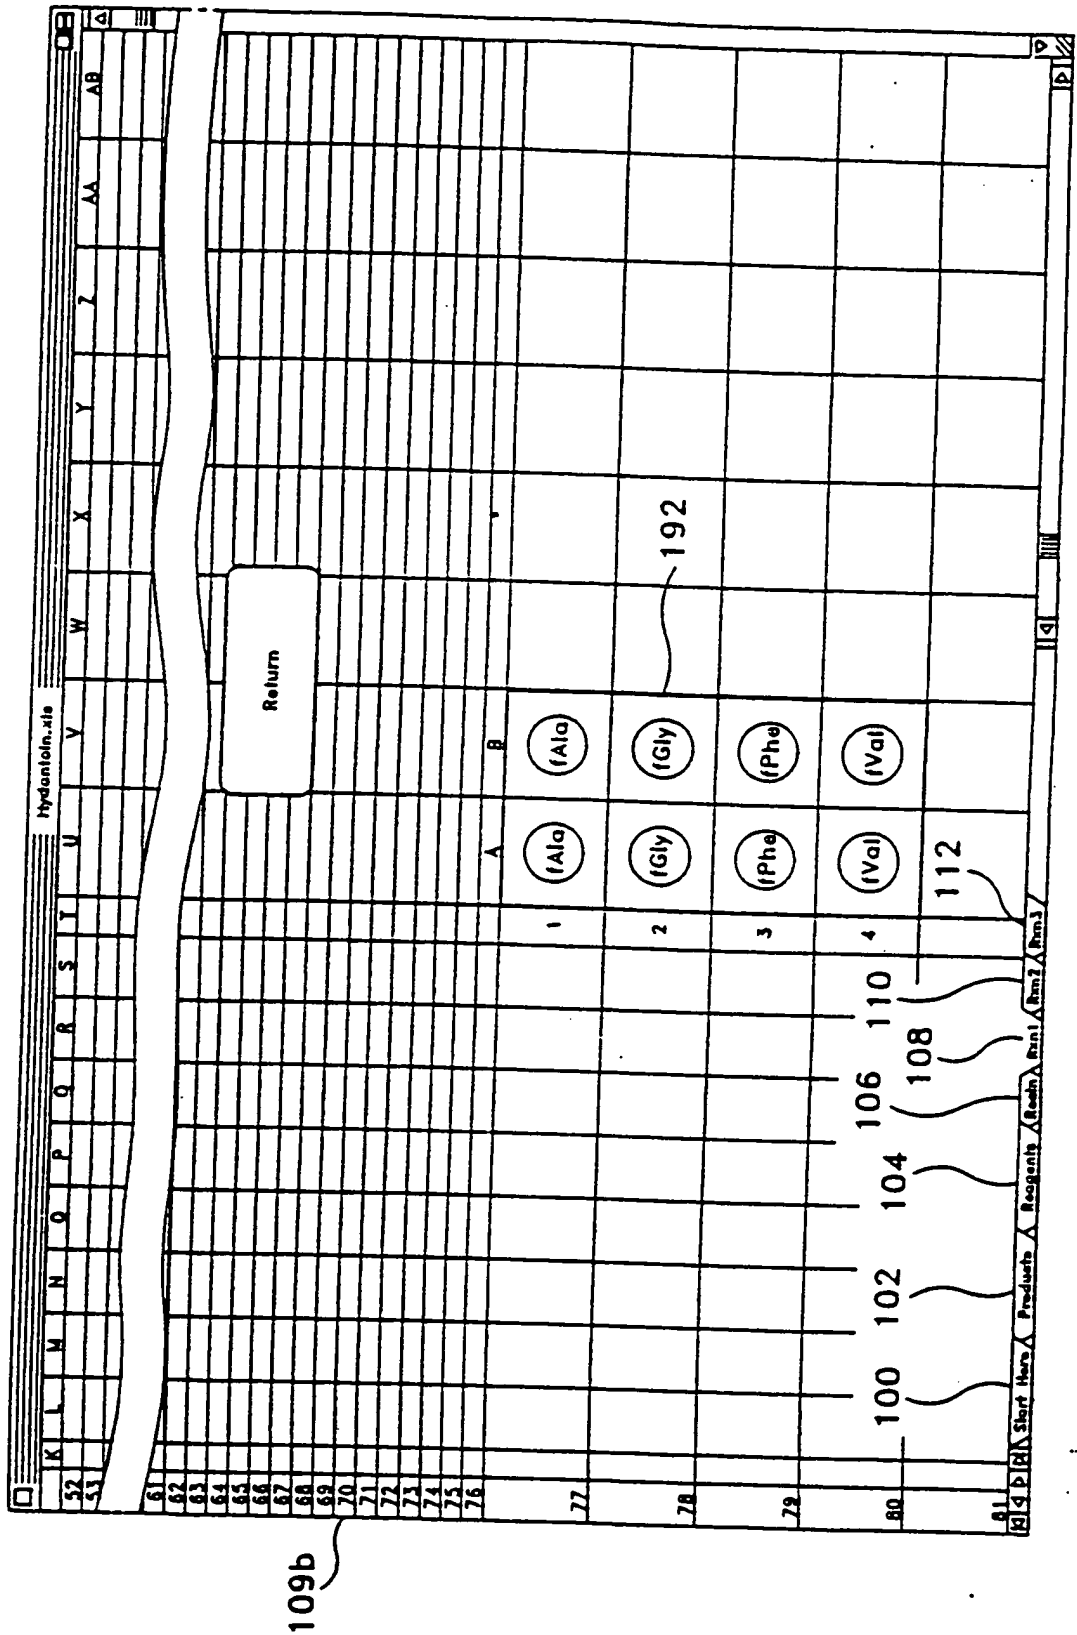 Hydantoin.xls
K L M N O P Q R S T U V W X Y Z AA AB
52
53
61
62
63
64
65
66
67
68
69
70
71
72
73
74
75
76
Return
A B
77 1 fAla fAla
78 2 fGly fGly
79 3 fPhe fPhe
80 4 fVal fVal
81
Start Here Products Reagents Resin Rxn1 Rxn2 Rxn3
109b
192
100
102
104
106
108
110
112